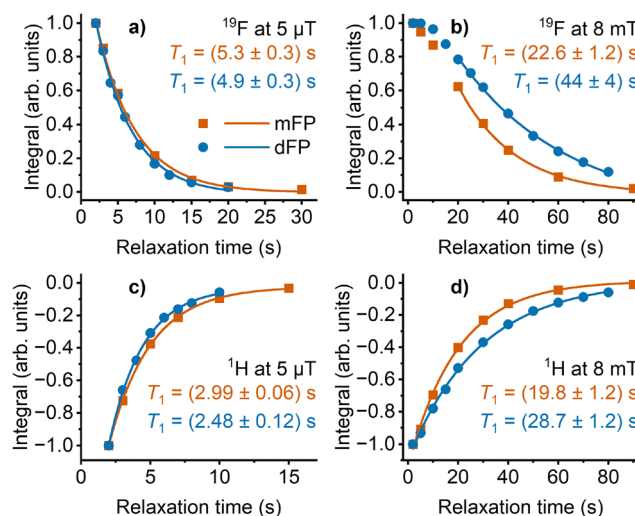 a)
¹⁹F at 5 µT
T₁ = (5.3 ± 0.3) s
T₁ = (4.9 ± 0.3) s
mFP
dFP
Integral (arb. units)
1.0
0.8
0.6
0.4
0.2
0.0
5 10 15 20 25 30
Relaxation time (s)
b)
¹⁹F at 8 mT
T₁ = (22.6 ± 1.2) s
T₁ = (44 ± 4) s
Integral (arb. units)
1.0
0.8
0.6
0.4
0.2
0.0
0 20 40 60 80
Relaxation time (s)
c)
¹H at 5 µT
T₁ = (2.99 ± 0.06) s
T₁ = (2.48 ± 0.12) s
Integral (arb. units)
0.0
−0.2
−0.4
−0.6
−0.8
−1.0
0 5 10 15
Relaxation time (s)
d)
¹H at 8 mT
T₁ = (19.8 ± 1.2) s
T₁ = (28.7 ± 1.2) s
Integral (arb. units)
0.0
−0.2
−0.4
−0.6
−0.8
−1.0
0 20 40 60 80
Relaxation time (s)